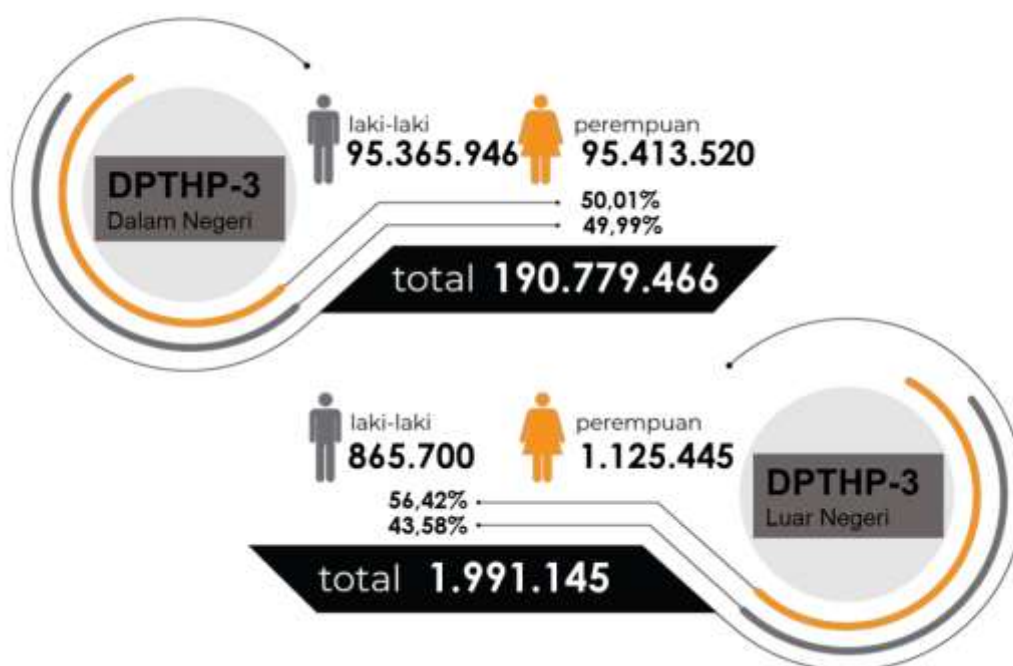 laki-laki
95.365.946
perempuan
95.413.520
DPTHP-3
Dalam Negeri
50,01%
49,99%
total 190.779.466
laki-laki
865.700
perempuan
1.125.445
DPTHP-3
Luar Negeri
56,42%
43,58%
total 1.991.145